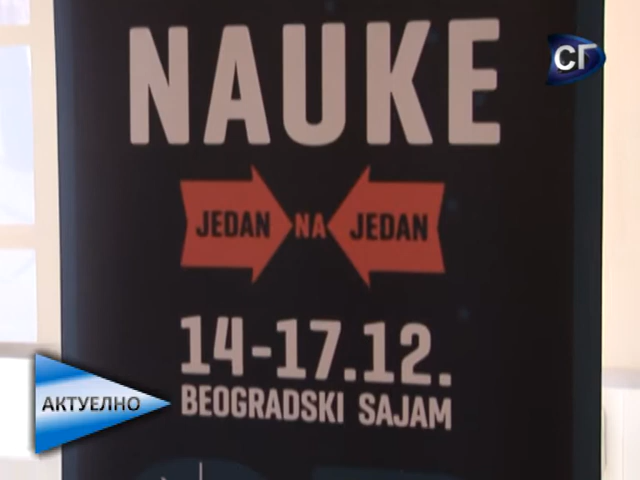 NAUKE
СГ
JEDAN NA JEDAN
14-17.12.
BEOGRADSKI SAJAM
АКТУЕЛНО